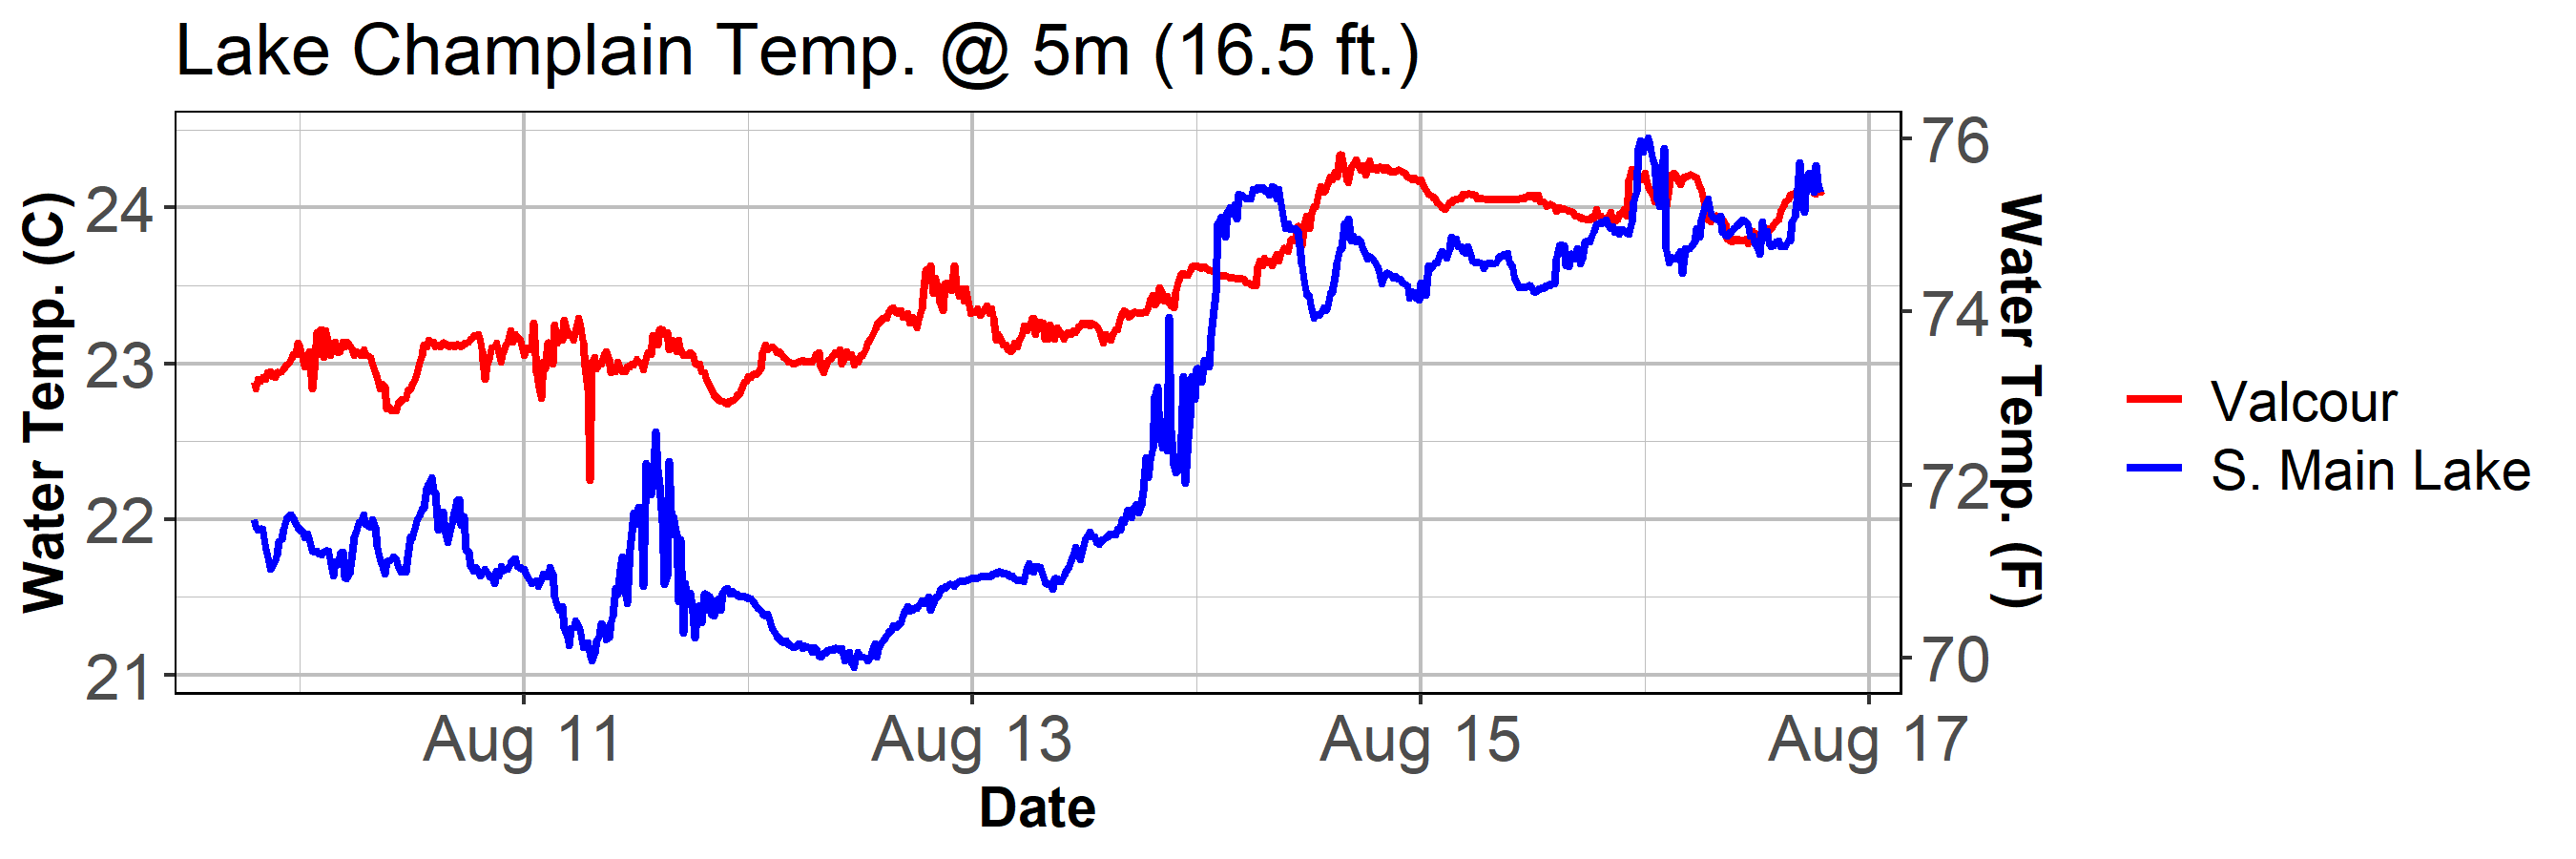 Lake Champlain Temp. @ 5m (16.5 ft.)
Water Temp. (C)
24
23
22
21
76
74
72
70
Water Temp. (F)
Aug 11
Aug 13
Aug 15
Aug 17
Date
Valcour
S. Main Lake